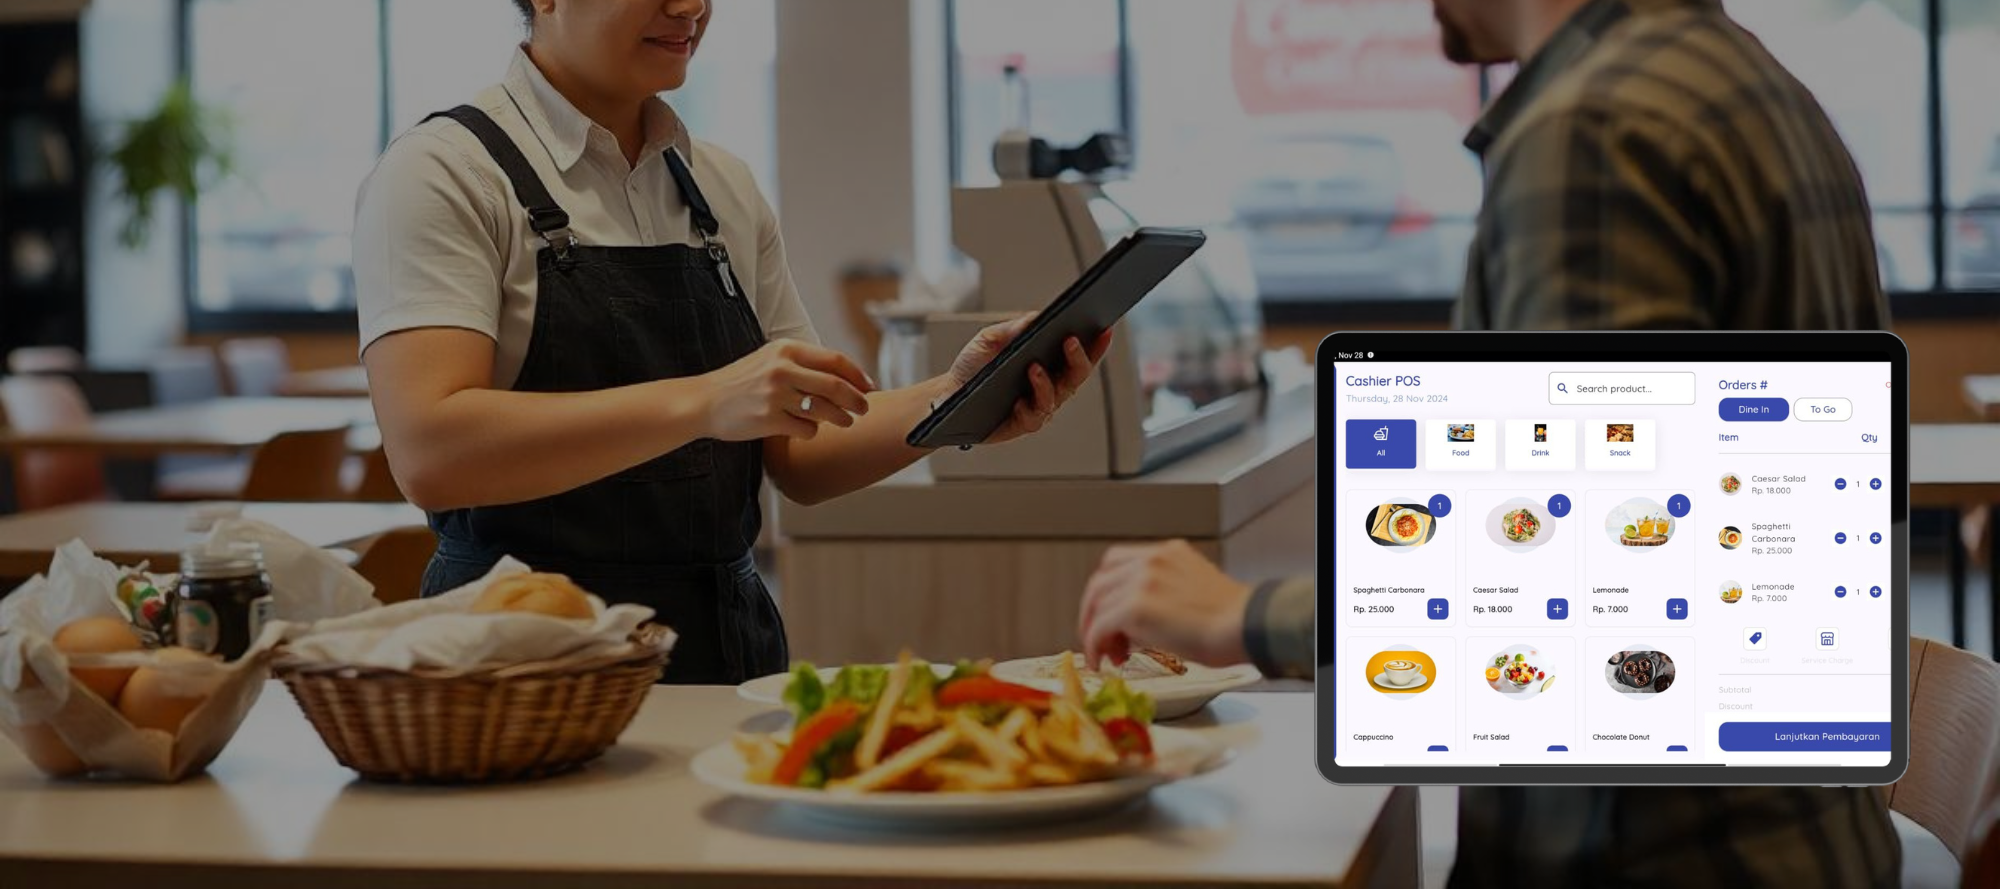 , Nov 28
Cashier POS
Thursday, 28 Nov 2024
Search product...
All
Food
Drink
Snack
1
1
1
Spaghetti Carbonara
Rp. 25.000
Caesar Salad
Rp. 18.000
Lemonade
Rp. 7.000
Cappuccino
Fruit Salad
Chocolate Donut
Orders #
Dine In
To Go
Item
Qty
Caesar Salad
Rp. 18.000
1
Spaghetti
Carbonara
Rp. 25.000
1
Lemonade
Rp. 7.000
1
Discount
Service Charge
Subtotal
Discount
Lanjutkan Pembayaran